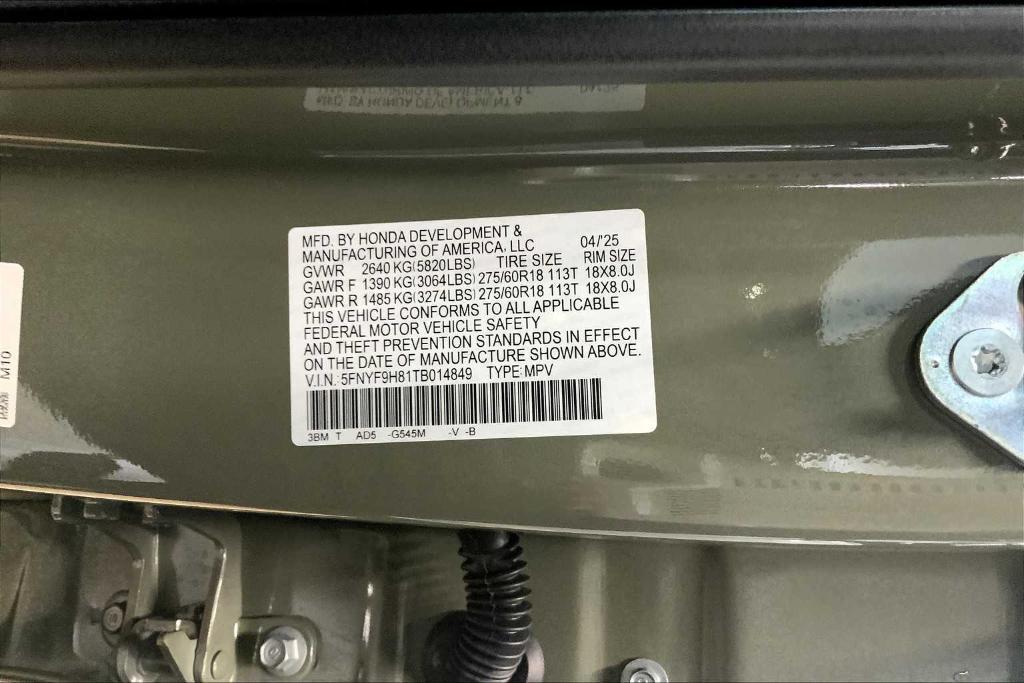 MFD. BY HONDA DEVELOPMENT &
MANUFACTURING OF AMERICA, LLC 04/'25
GVWR 2640 KG(5820LBS) TIRE SIZE RIM SIZE
GAWR F 1390 KG(3064LBS) 275/60R18 113T 18X8.0J
GAWR R 1485 KG(3274LBS) 275/60R18 113T 18X8.0J
THIS VEHICLE CONFORMS TO ALL APPLICABLE
FEDERAL MOTOR VEHICLE SAFETY
AND THEFT PREVENTION STANDARDS IN EFFECT
ON THE DATE OF MANUFACTURE SHOWN ABOVE.
V.I.N.: 5FNYF9H81TB014849 TYPE: MPV
3BM T AD5 -G545M -V -B
M10